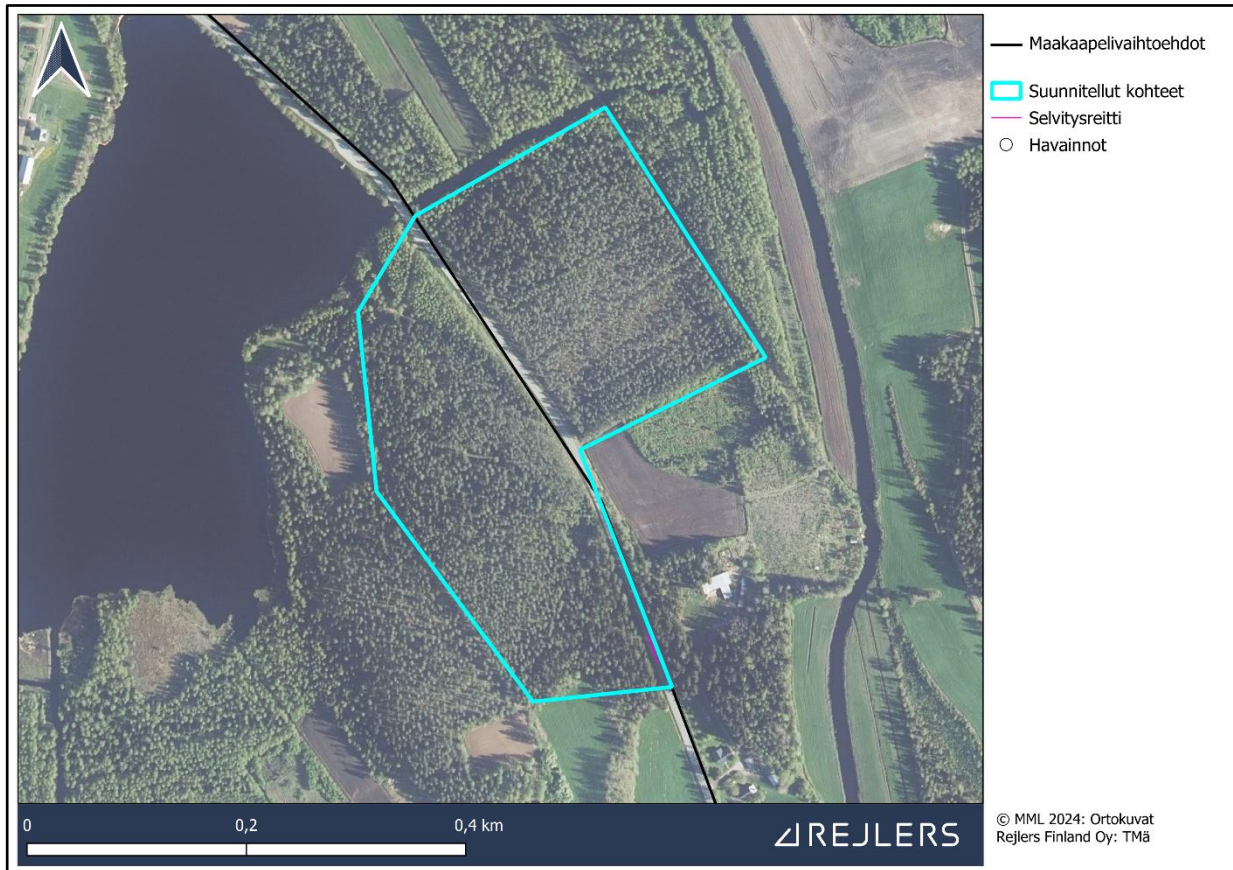 Maakaapelivaihtoehdot
Suunnitellut kohteet
Selvitysreitti
Havainnot
0 0,2 0,4 km
REJLERS
© MML 2024: Ortokuvat
Rejlers Finland Oy: TMä